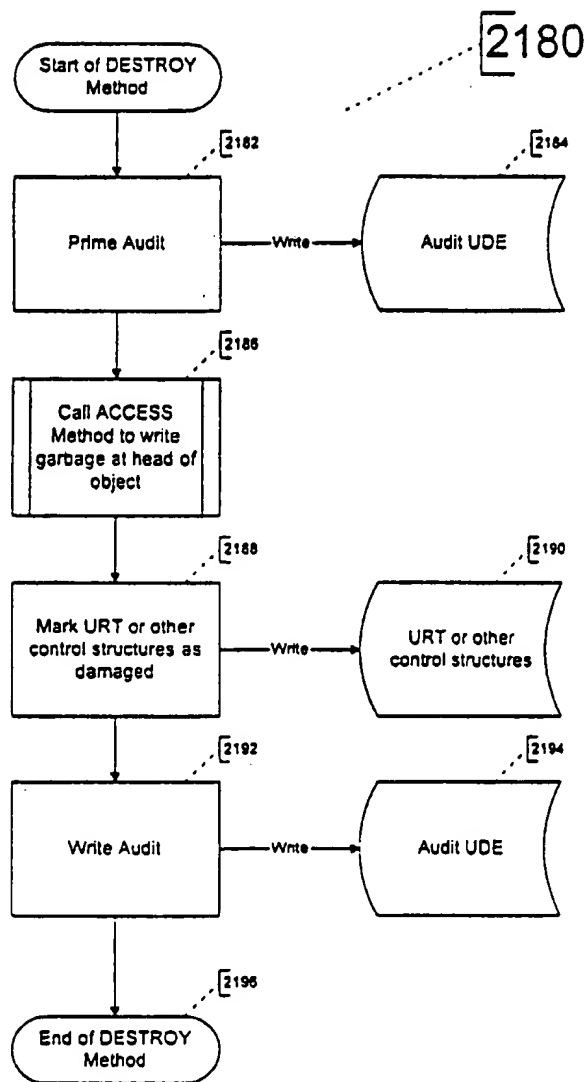 2180
Start of DESTROY
Method
2182
2184
Prime Audit
Write
Audit UDE
2186
Call ACCESS
Method to write
garbage at head of
object
2188
2190
Mark URT or other
control structures as
damaged
Write
URT or other
control structures
2192
2194
Write Audit
Write
Audit UDE
2196
End of DESTROY
Method